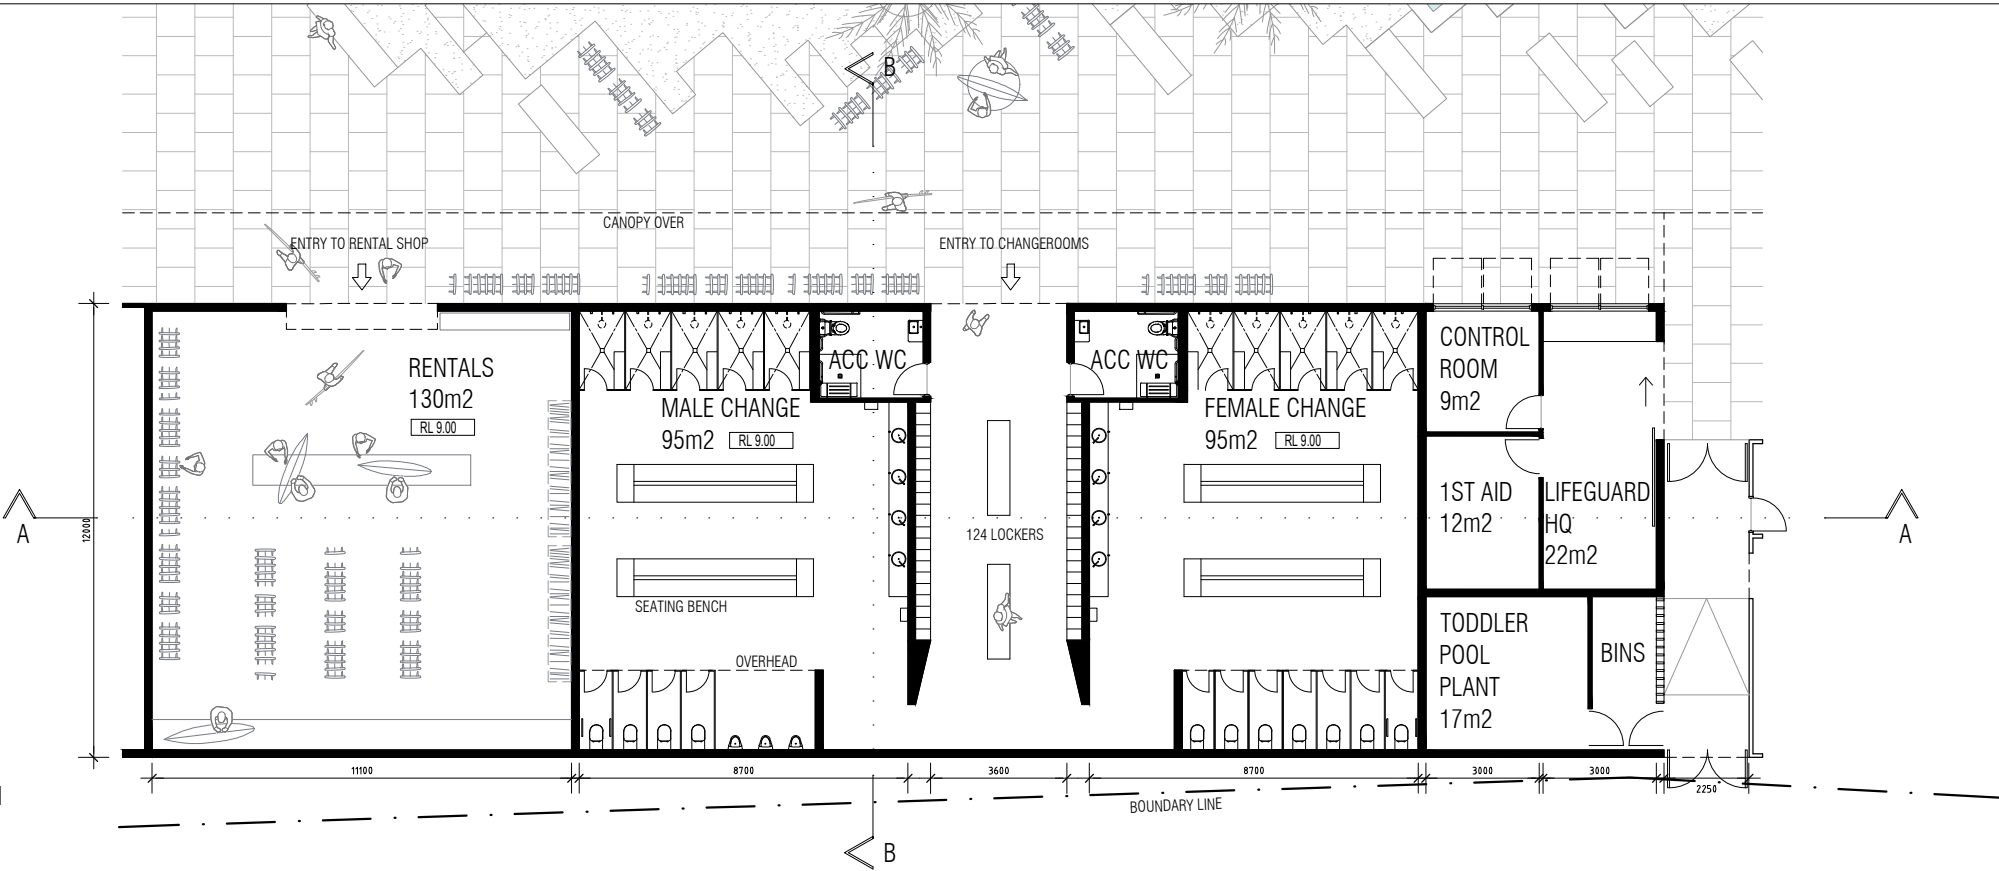 B
CANOPY OVER
ENTRY TO RENTAL SHOP
ENTRY TO CHANGEROOMS
RENTALS
130m2
RL 9.00
ACC WC
MALE CHANGE
95m2
RL 9.00
ACC WC
FEMALE CHANGE
95m2
RL 9.00
CONTROL
ROOM
9m2
1ST AID
12m2
LIFEGUARD
HQ
22m2
A
12000
124 LOCKERS
A
SEATING BENCH
OVERHEAD
TODDLER
POOL
PLANT
17m2
BINS
11100
8700
3600
8700
3000
3000
2250
BOUNDARY LINE
B